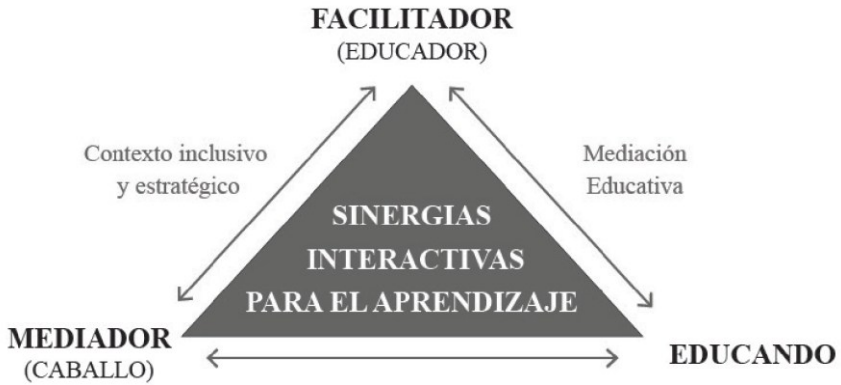 FACILITADOR
(EDUCADOR)
Contexto inclusivo
y estratégico
Mediación
Educativa
SINERGIAS
INTERACTIVAS
PARA EL APRENDIZAJE
MEDIADOR
(CABALLO)
EDUCANDO